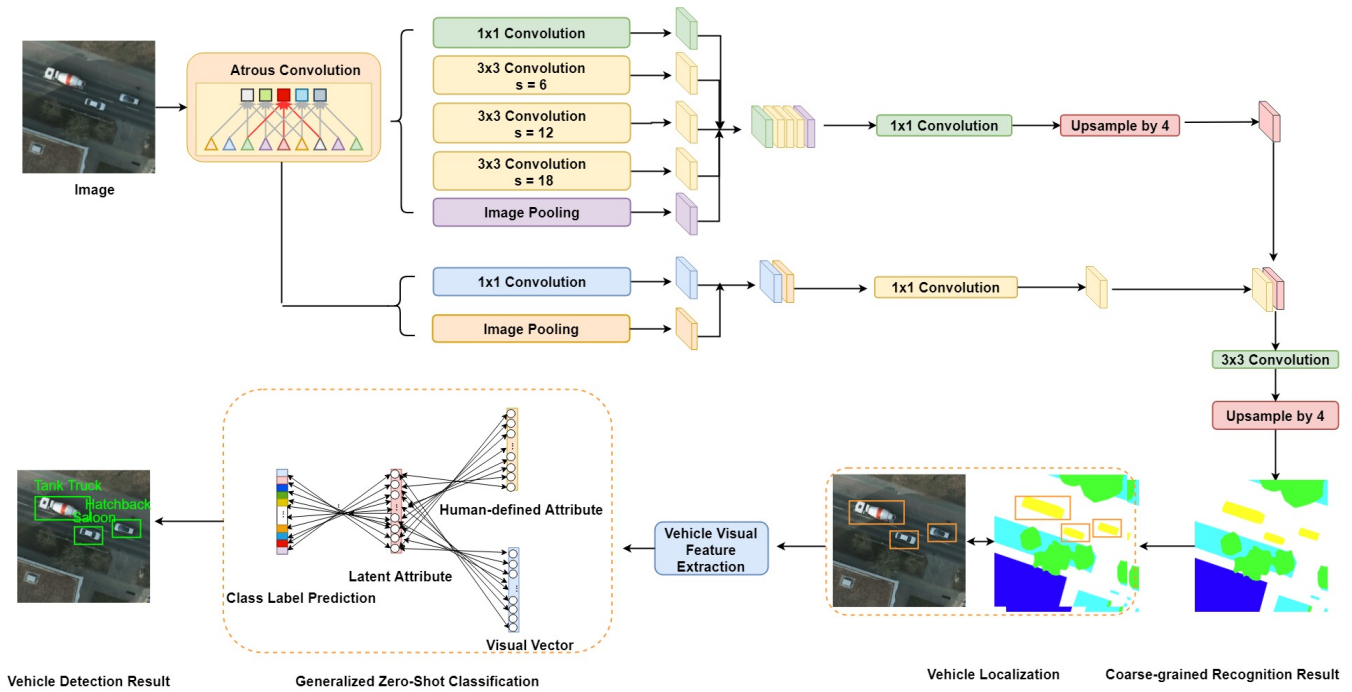 Image
Atrous Convolution
1x1 Convolution
3x3 Convolution
s = 6
3x3 Convolution
s = 12
3x3 Convolution
s = 18
Image Pooling
1x1 Convolution
Upsample by 4
1x1 Convolution
Image Pooling
1x1 Convolution
3x3 Convolution
Upsample by 4
Coarse-grained Recognition Result
Vehicle Localization
Vehicle Visual
Feature
Extraction
Human-defined Attribute
Latent Attribute
Class Label Prediction
Visual Vector
Generalized Zero-Shot Classification
Tank Truck
Hatchback
Saloon
Vehicle Detection Result